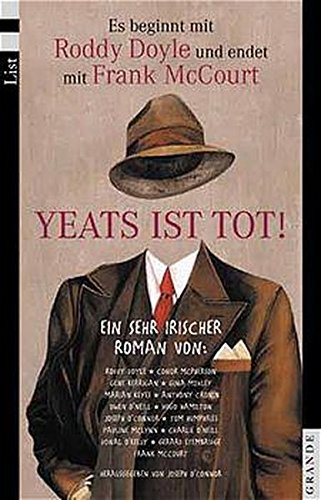 Es beginnt mit
Roddy Doyle und endet
mit Frank McCourt
List
YEATS IST TOT!
EIN SEHR IRISCHER
ROMAN VON:
RODDY DOYLE ★ CONOR MCPHERSON
GENE KERRIGAN ★ GINA MOXLEY
MARIAN KEYES ★ ANTHONY CRONIN
OWEN O'NEILL ★ HUGO HAMILTON
JOSEPH O'CONNOR ★ TOM HUMPHRIES
PAULINE MCLYNN ★ CHARLIE O'NEILL
DONAL O'KELLY ★ GERARD STEMBRIDGE
FRANK MCCOURT
HERAUSGEGEBEN VON JOSEPH O'CONNOR
GRANDE